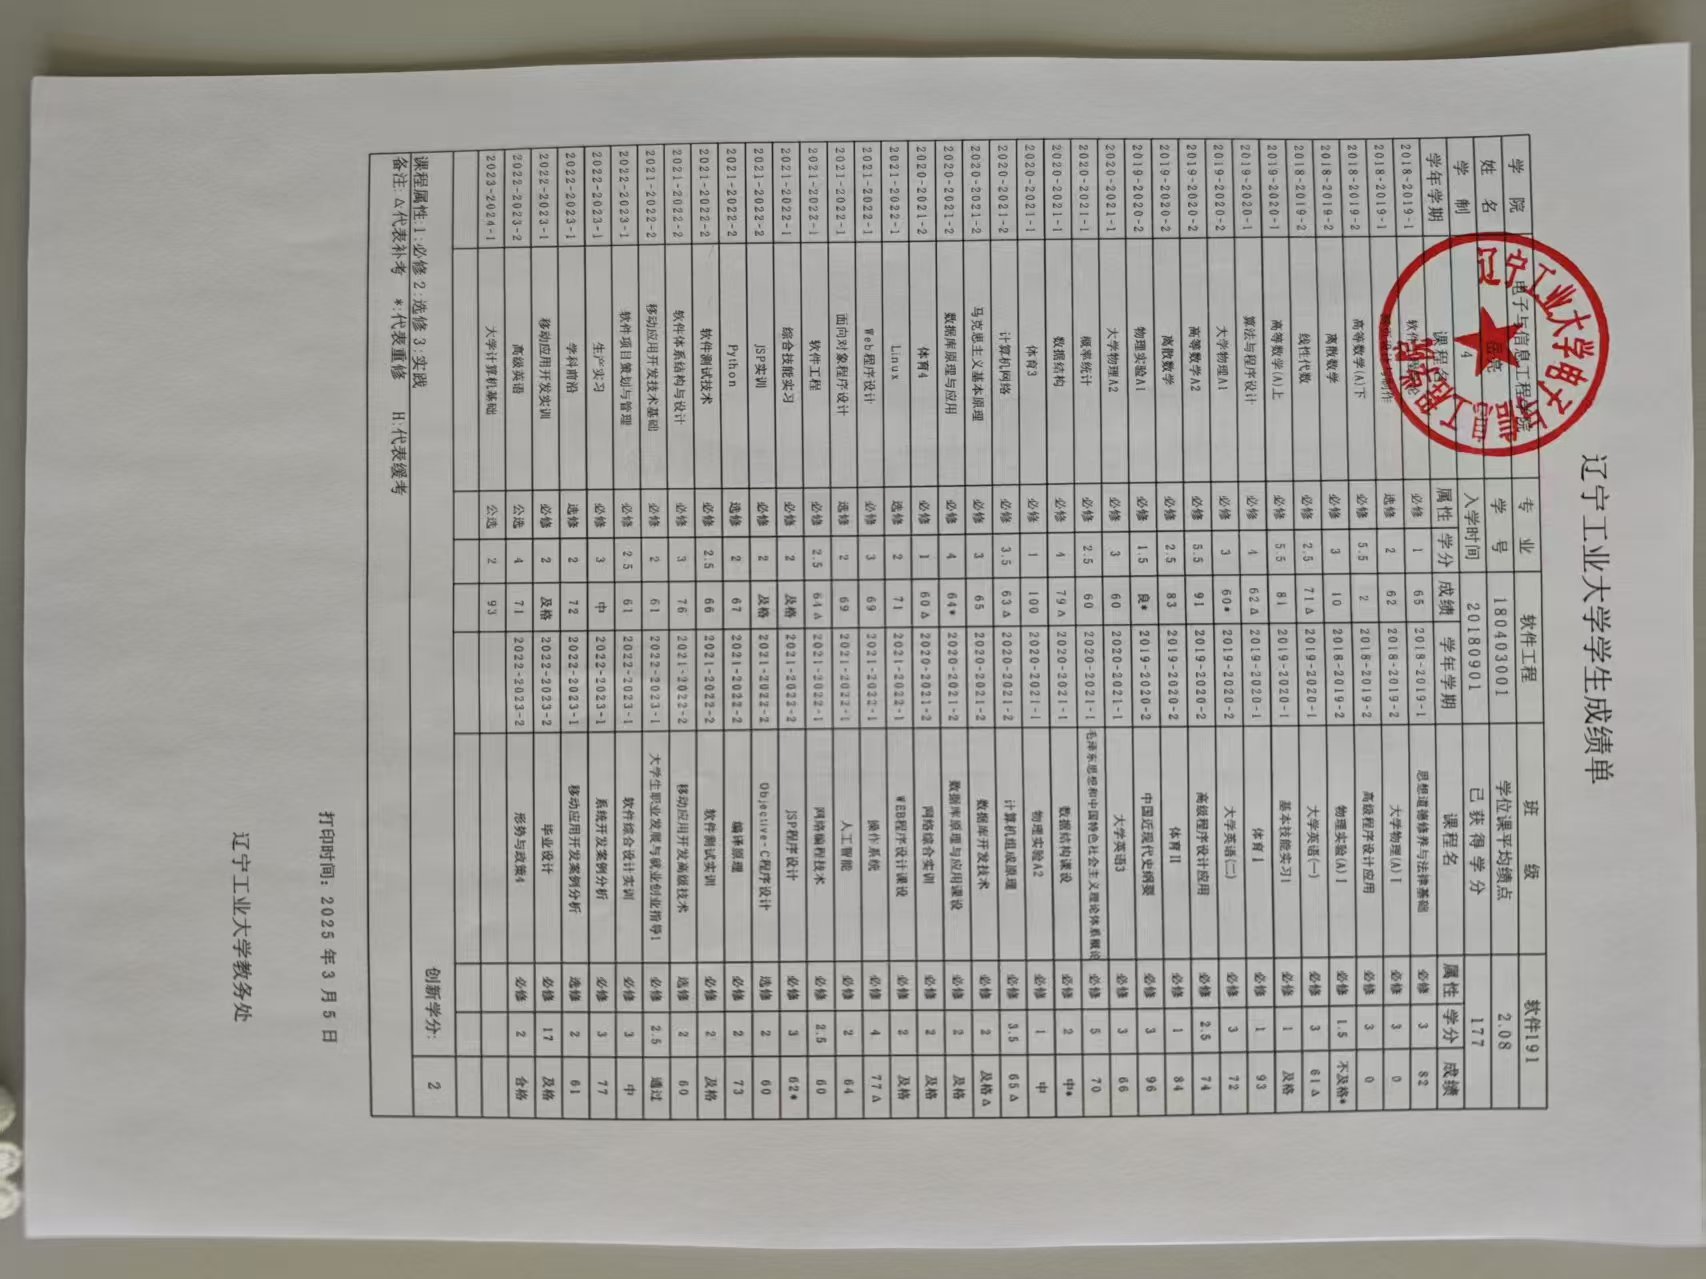 辽宁工业大学学生成绩单
学 院 电子与信息工程学院 专 业 软件工程 班 级 软件191
姓 名 学 号 180403001 学位课平均绩点 2.08
学 制 4 入学时间 20180901 已 获 得 学 分 177
学年学期 课程名 属性 学分 成绩 学年学期 课程名 属性 学分 成绩
2018-2019-1 必修 1 65 2018-2019-1 思想道德修养与法律基础 必修 3 82
2018-2019-1 选修 2 62 2018-2019-2 大学物理(A)I 必修 3 0
2018-2019-2 高等数学(A)下 必修 5.5 2 2018-2019-2 高级程序设计应用 必修 3 0
2018-2019-2 离散数学 必修 3 10 2018-2019-2 物理实验(A)I 必修 1.5 不及格*
2018-2019-2 线性代数 必修 2.5 71Δ 2019-2020-1 大学英语(一) 必修 3 61Δ
2019-2020-1 高等数学(A)上 必修 5.5 81 2019-2020-1 基本技能实习1 必修 1 及格
2019-2020-1 算法与程序设计 必修 4 62Δ 2019-2020-1 体育I 必修 1 93
2019-2020-2 大学物理A1 必修 3 60* 2019-2020-2 大学英语(二) 必修 3 72
2019-2020-2 高等数学A2 必修 5.5 91 2019-2020-2 高级程序设计应用 必修 2.5 74
2019-2020-2 离散数学 必修 2.5 83 2019-2020-2 体育II 必修 1 84
2019-2020-2 物理实验A1 必修 1.5 良* 2019-2020-2 中国近现代史纲要 必修 3 96
2020-2021-1 大学物理A2 必修 3 60 2020-2021-1 大学英语3 必修 3 66
2020-2021-1 概率统计 必修 2.5 60 2020-2021-1 毛泽东思想和中国特色社会主义理论体系概论 必修 5 70
2020-2021-1 数据结构 必修 4 79Δ 2020-2021-1 数据结构课设 必修 2 中*
2020-2021-1 体育3 必修 1 100 2020-2021-1 物理实验A2 必修 1 中
2020-2021-2 计算机网络 必修 3.5 63Δ 2020-2021-2 计算机组成原理 必修 3.5 65Δ
2020-2021-2 马克思主义基本原理 必修 3 65 2020-2021-2 数据库开发技术 必修 2 及格Δ
2020-2021-2 数据库原理与应用 必修 4 64* 2020-2021-2 数据库原理与应用课设 必修 2 及格
2020-2021-2 体育4 必修 1 60Δ 2020-2021-2 网络综合实训 必修 2 及格
2021-2022-1 Linux 选修 2 71 2021-2022-1 WEB程序设计课设 必修 2 及格
2021-2022-1 Web程序设计 必修 3 69 2021-2022-1 操作系统 必修 4 77Δ
2021-2022-1 面向对象程序设计 选修 2 69 2021-2022-1 人工智能 必修 2 64
2021-2022-1 软件工程 必修 2.5 64Δ 2021-2022-1 网络编程技术 必修 2.5 60
2021-2022-1 综合技能实习 必修 2 及格 2021-2022-2 JSP程序设计 必修 3 62*
2021-2022-2 JSP实训 必修 2 及格 2021-2022-2 Objective-C程序设计 选修 2 60
2021-2022-2 Python 选修 2 67 2021-2022-2 编译原理 必修 2 73
2021-2022-2 软件测试技术 必修 2.5 66 2021-2022-2 软件测试实训 必修 2 及格
2021-2022-2 软件体系结构与设计 必修 3 76 2021-2022-2 移动应用开发高级技术 选修 2 60
2021-2022-2 移动应用开发技术基础 必修 2 61 2022-2023-1 大学生职业发展与就业创业指导1 必修 2.5 通过
2022-2023-1 软件项目策划与管理 必修 2.5 61 2022-2023-1 软件综合设计实训 必修 3 中
2022-2023-1 生产实习 必修 3 中 2022-2023-1 系统开发案例分析 必修 3 77
2022-2023-1 学科前沿 选修 2 72 2022-2023-1 移动应用开发案例分析 选修 2 61
2022-2023-1 移动应用开发实训 必修 2 及格 2022-2023-2 毕业设计 必修 17 及格
2022-2023-2 高级英语 公选 4 71 2022-2023-2 形势与政策4 必修 2 合格
2023-2024-1 大学计算机基础 公选 2 93
课程属性:1:必修 2:选修 3:实践 创新学分: 2
备注:Δ代表补考 *:代表重修 H:代表缓考
打印时间：2025 年 3 月 5 日
辽宁工业大学教务处